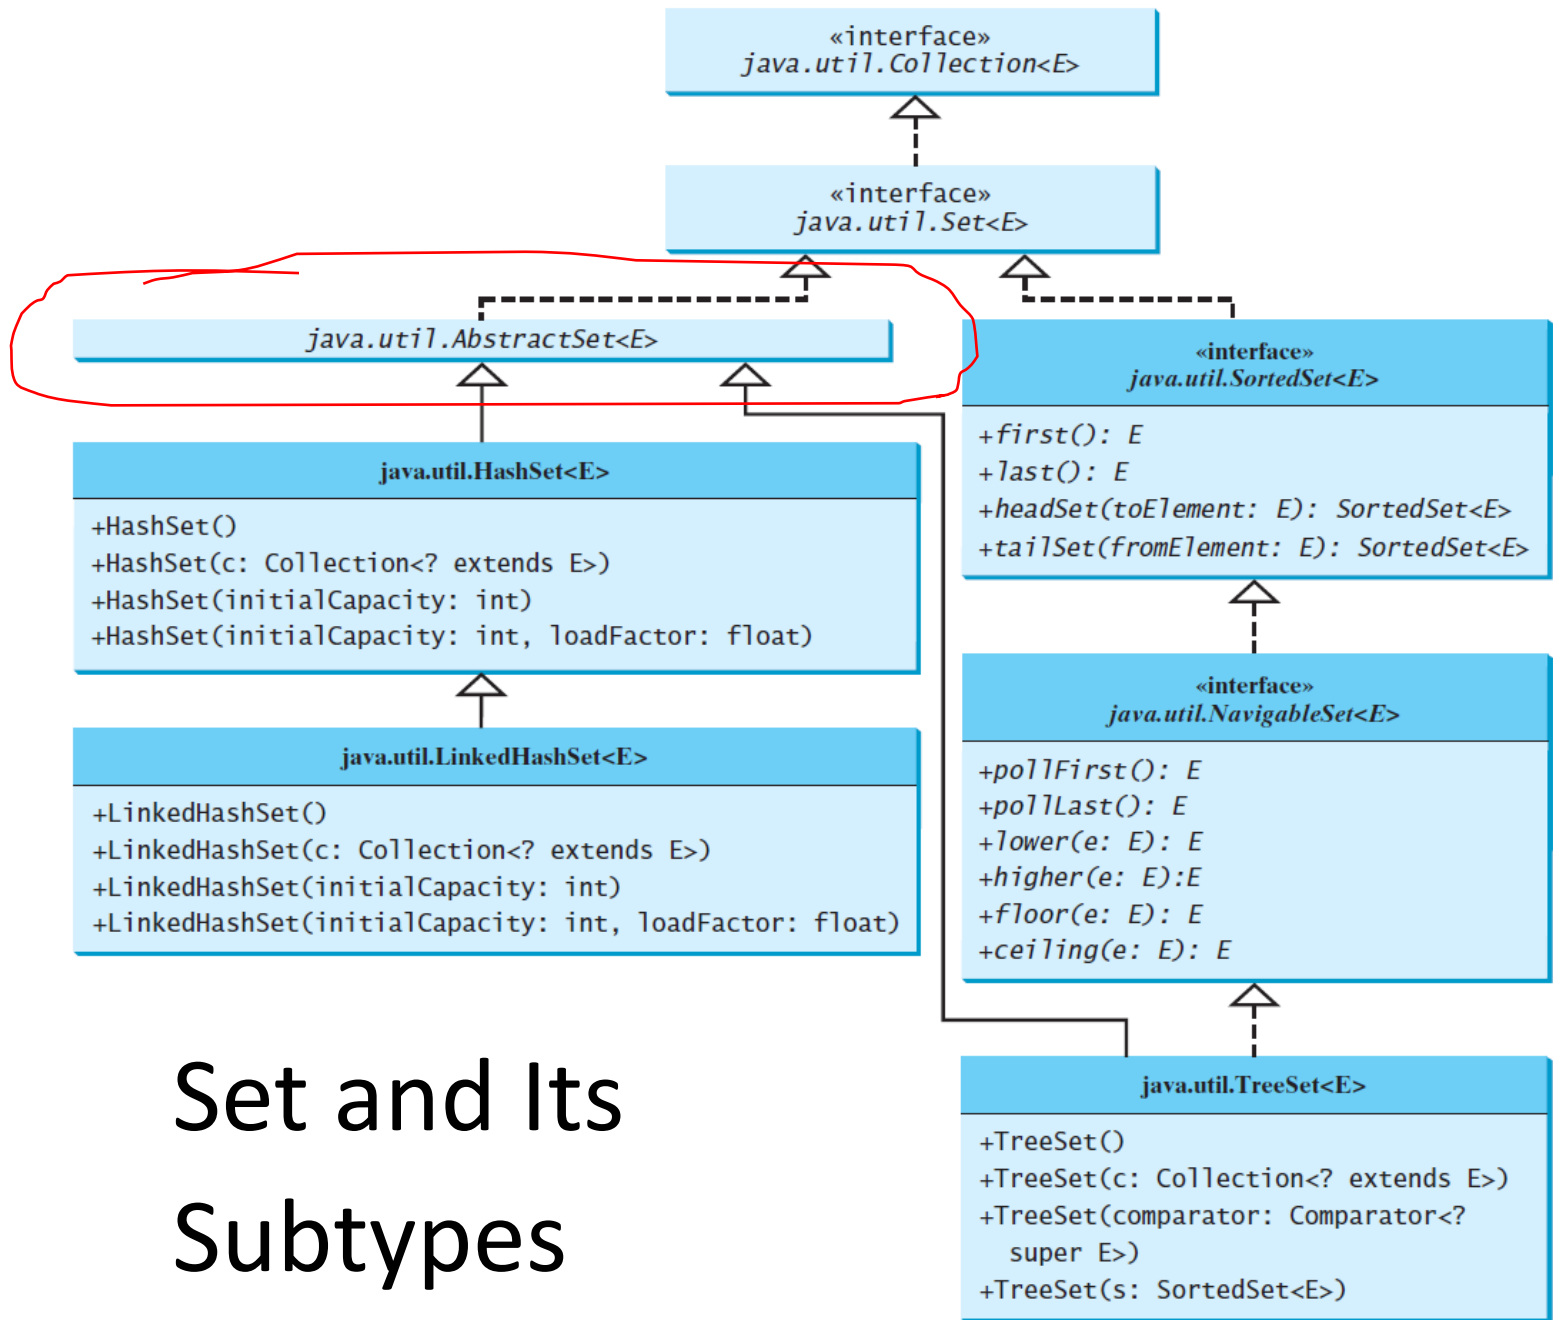 «interface»
java.util.Collection<E>
«interface»
java.util.Set<E>
java.util.AbstractSet<E>
«interface»
java.util.SortedSet<E>
+first(): E
+last(): E
+headSet(toElement: E): SortedSet<E>
+tailSet(fromElement: E): SortedSet<E>
java.util.HashSet<E>
+HashSet()
+HashSet(c: Collection<? extends E>)
+HashSet(initialCapacity: int)
+HashSet(initialCapacity: int, loadFactor: float)
«interface»
java.util.NavigableSet<E>
+pollFirst(): E
+pollLast(): E
+lower(e: E): E
+higher(e: E):E
+floor(e: E): E
+ceiling(e: E): E
java.util.LinkedHashSet<E>
+LinkedHashSet()
+LinkedHashSet(c: Collection<? extends E>)
+LinkedHashSet(initialCapacity: int)
+LinkedHashSet(initialCapacity: int, loadFactor: float)
java.util.TreeSet<E>
+TreeSet()
+TreeSet(c: Collection<? extends E>)
+TreeSet(comparator: Comparator<?
super E>)
+TreeSet(s: SortedSet<E>)
Set and Its
Subtypes